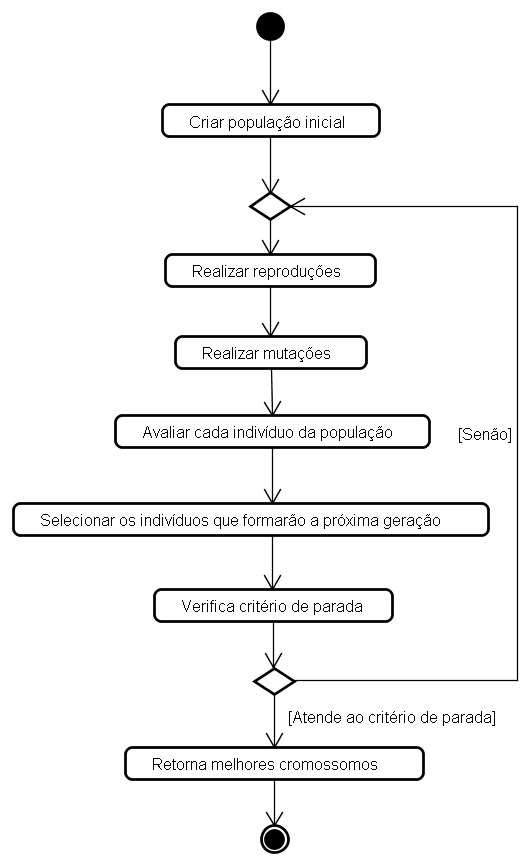 Criar população inicial
Realizar reproduções
Realizar mutações
Avaliar cada indivíduo da população
[Senão]
Selecionar os indivíduos que formarão a próxima geração
Verifica critério de parada
[Atende ao critério de parada]
Retorna melhores cromossomos